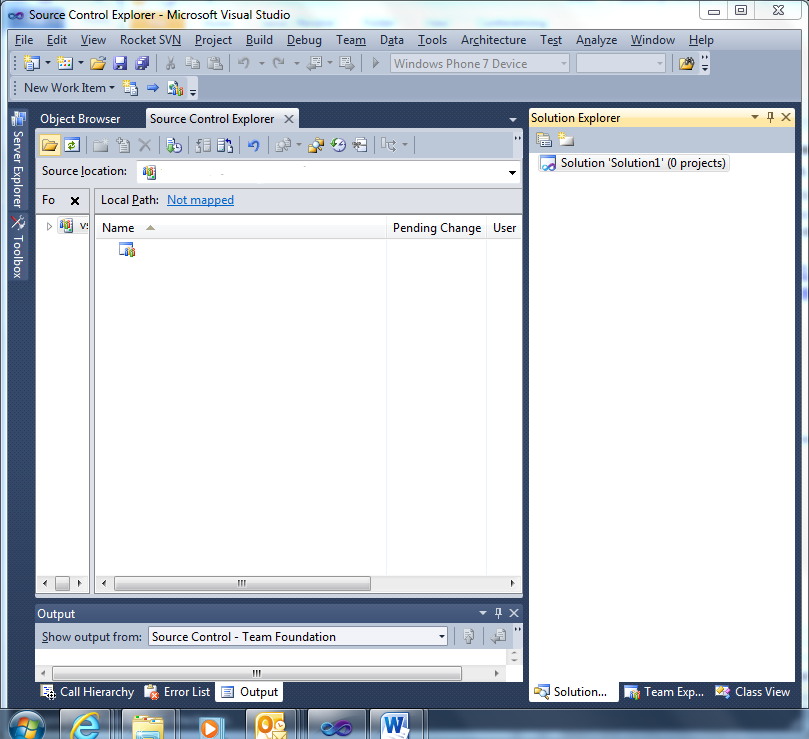 Source Control Explorer - Microsoft Visual Studio
File Edit View Rocket SVN Project Build Debug Team Data Tools Architecture Test Analyze Window Help
Windows Phone 7 Device
New Work Item
Server Explorer
Toolbox
Object Browser Source Control Explorer
Source location:
Fo Local Path: Not mapped
Name Pending Change User
Solution Explorer
Solution 'Solution1' (0 projects)
Output
Show output from: Source Control - Team Foundation
Call Hierarchy Error List Output
Solution... Team Exp... Class View